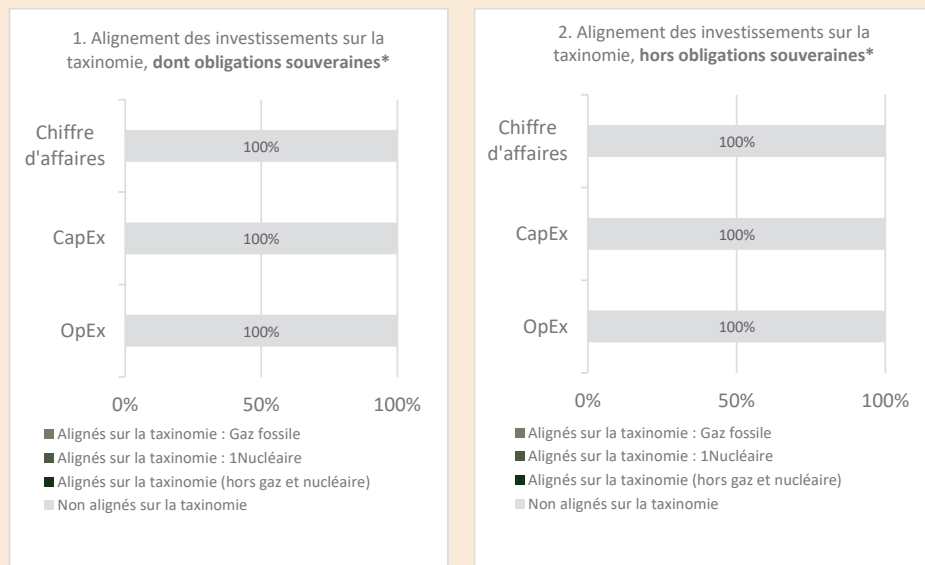 1. Alignement des investissements sur la
taxinomie, dont obligations souveraines*
Chiffre
d'affaires
100%
CapEx
100%
OpEx
100%
0%
50%
100%
Alignés sur la taxinomie : Gaz fossile
Alignés sur la taxinomie : 1Nucléaire
Alignés sur la taxinomie (hors gaz et nucléaire)
Non alignés sur la taxinomie
2. Alignement des investissements sur la
taxinomie, hors obligations souveraines*
Chiffre
d'affaires
100%
CapEx
100%
OpEx
100%
0%
50%
100%
Alignés sur la taxinomie : Gaz fossile
Alignés sur la taxinomie : 1Nucléaire
Alignés sur la taxinomie (hors gaz et nucléaire)
Non alignés sur la taxinomie